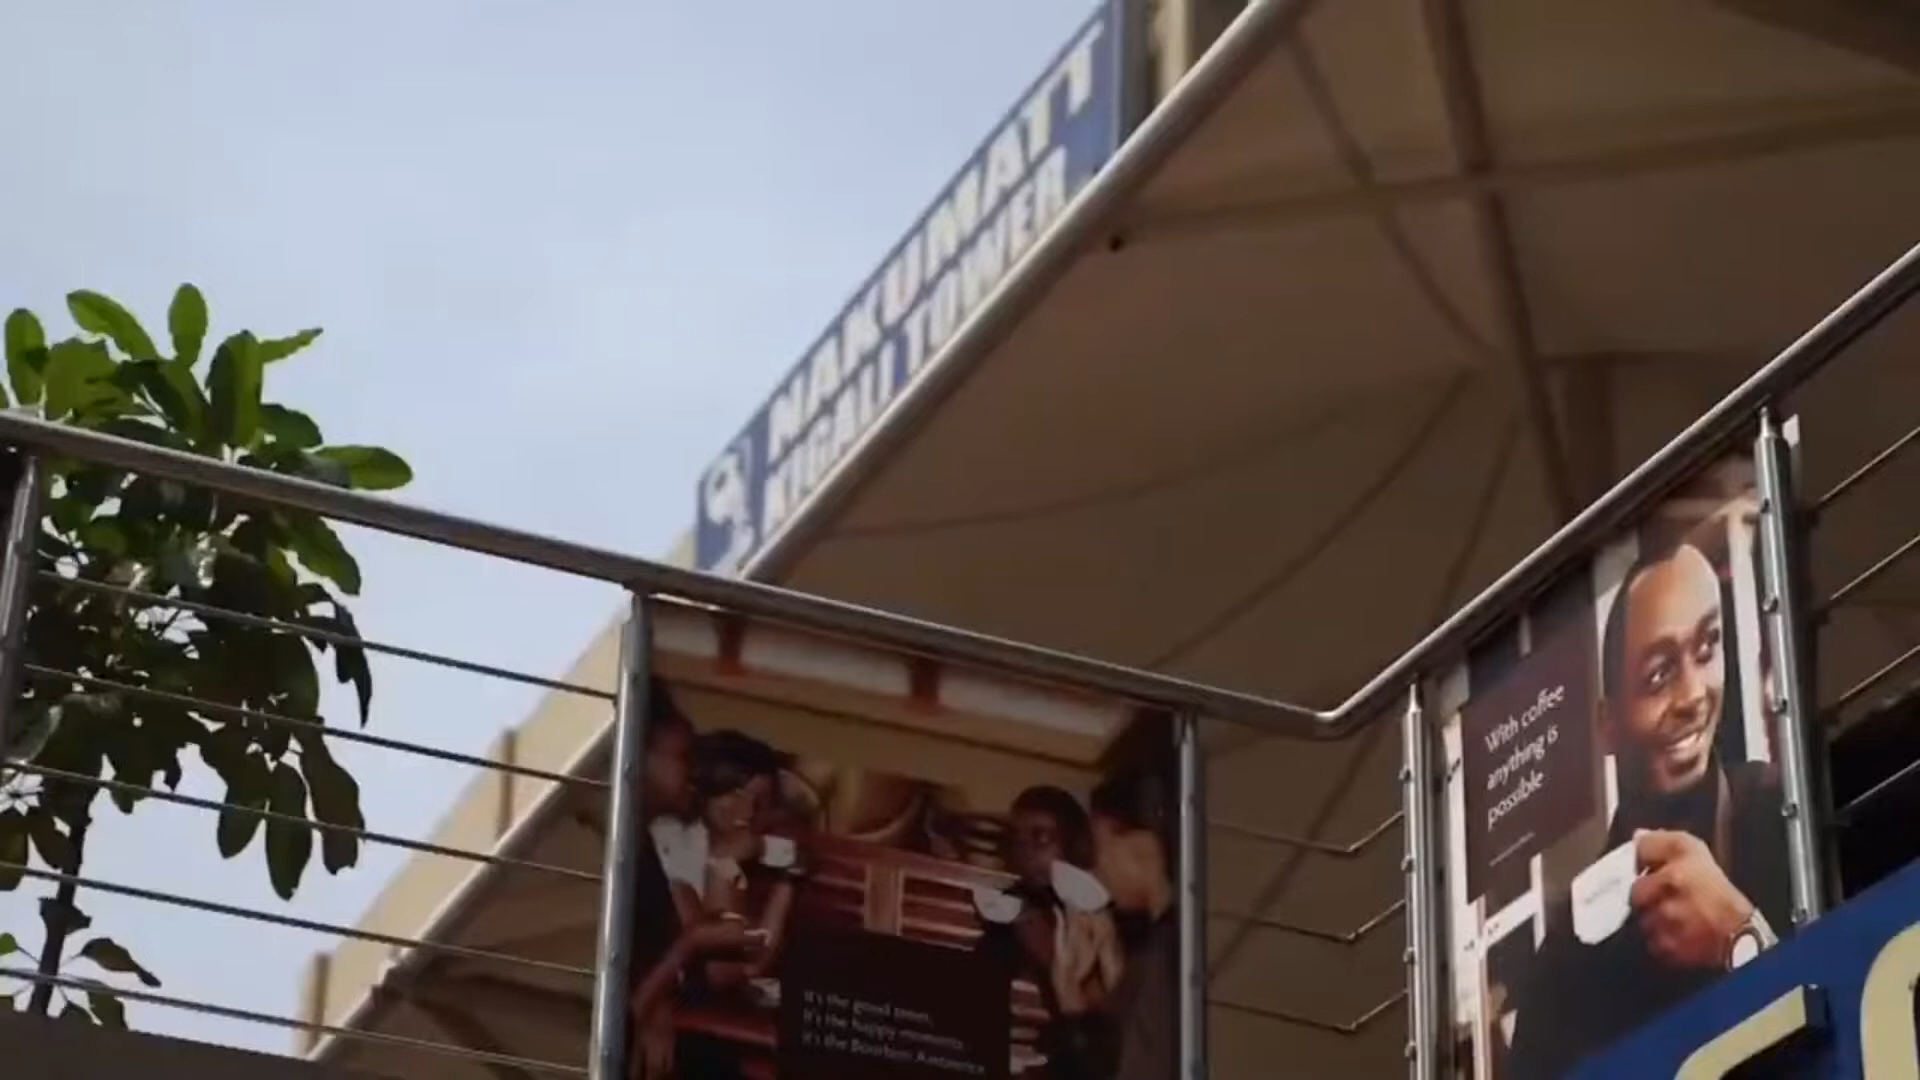 NAKUMATT
KIGALI TOWER
With coffee
anything is
possible
It's the good times,
It's the happy moments
It's the Bourbon